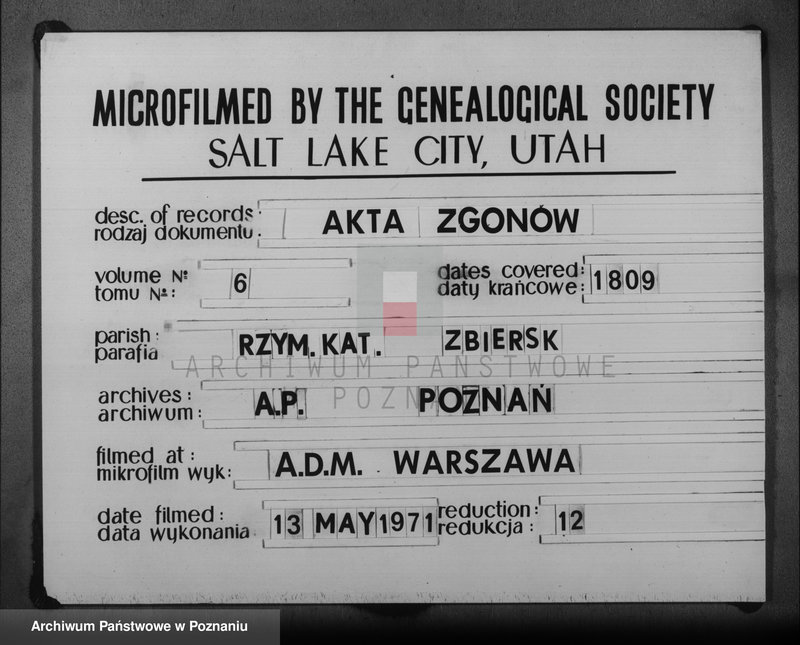 MICROFILMED BY THE GENEALOGICAL SOCIETY
SALT LAKE CITY, UTAH
desc. of records: AKTA ZGONÓW
rodzaj dokumentu:
volume № 6 dates covered: 1809
tomu №: daty krańcowe:
parish: RZYM. KAT. ZBIERSK
parafia
ARCHIWUM PAŃSTWOWE
W POZNANIU
archives: A.P. POZNAŃ
archiwum:
filmed at: A.D.M. WARSZAWA
mikrofilm wyk:
date filmed: 13 MAY 1971 reduction: 12
data wykonania redukcja:
Archiwum Państwowe w Poznaniu